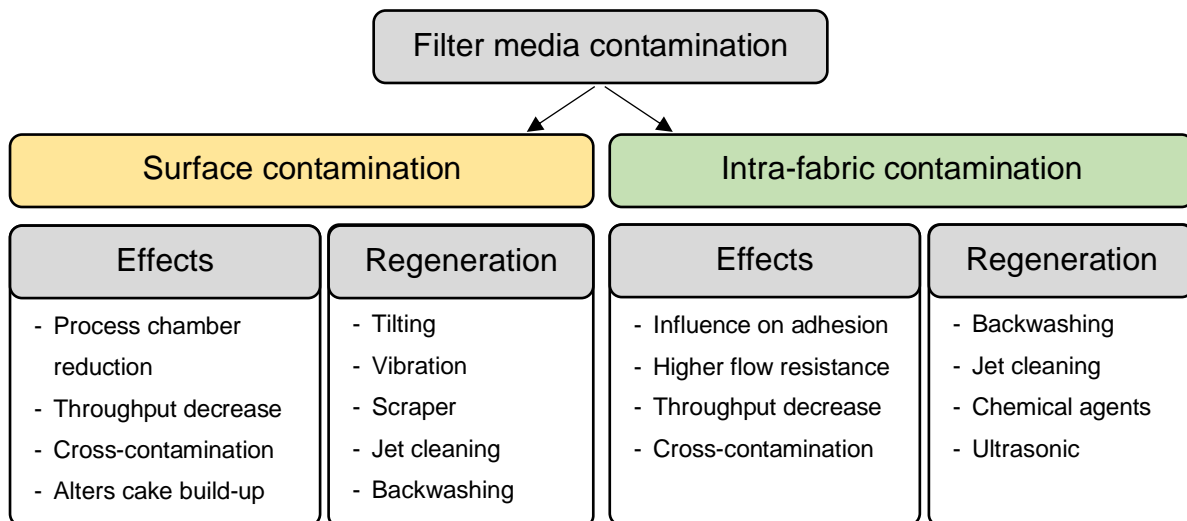 Filter media contamination
Surface contamination
Intra-fabric contamination
Effects
- Process chamber
reduction
- Throughput decrease
- Cross-contamination
- Alters cake build-up
Regeneration
- Tilting
- Vibration
- Scraper
- Jet cleaning
- Backwashing
Effects
- Influence on adhesion
- Higher flow resistance
- Throughput decrease
- Cross-contamination
Regeneration
- Backwashing
- Jet cleaning
- Chemical agents
- Ultrasonic